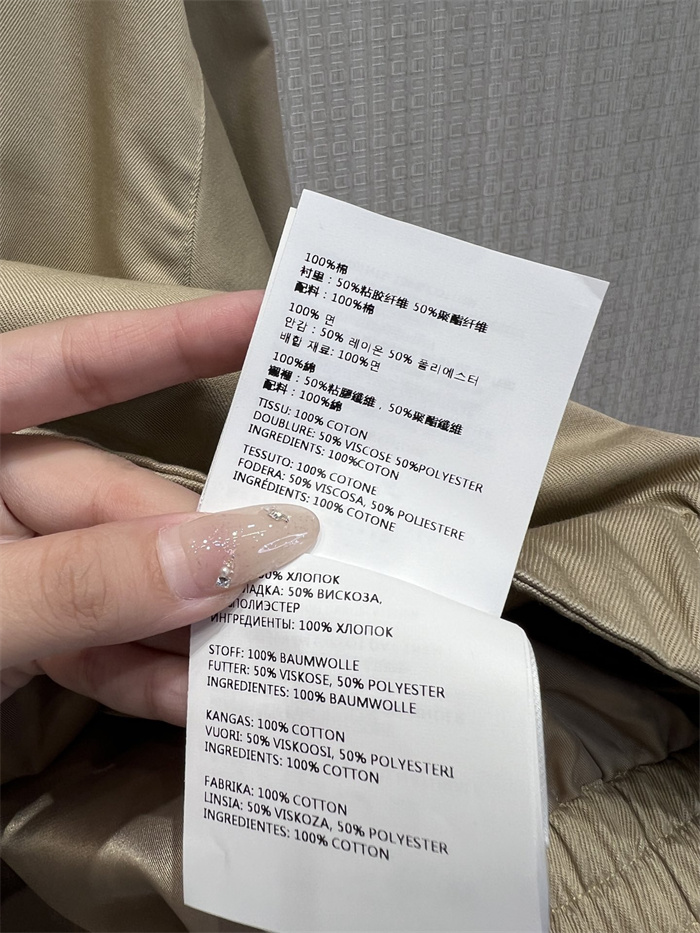 100%棉
衬里：50%粘胶纤维 50%聚酯纤维
配料：100%棉
100% 면
안감 : 50% 레이온 50% 폴리에스터
배합 재료: 100%면
100%綿
50%粘膠纖維，50%聚酯纖維
配料：100%綿
TISSU: 100% COTON
DOUBLURE: 50% VISCOSE 50%POLYESTER
INGREDIENTS: 100%COTON
TESSUTO: 100% COTONE
FODERA: 50% VISCOSA, 50% POLIESTERE
INGRÉDIENTS: 100% COTONE
ХЛОПОК
50% ВИСКОЗА,
ИНГРЕДИЕНТЫ: 100% ХЛОПОК
STOFF: 100% BAUMWOLLE
FUTTER: 50% VISKOSE, 50% POLYESTER
INGREDIENTES: 100% BAUMWOLLE
KANGAS: 100% COTTON
VUORI: 50% VISKOOSI, 50% POLYESTERI
INGREDIENTS: 100% COTTON
FABRIKA: 100% COTTON
LINSIA: 50% VISKOZA, 50% POLYESTER
INGREDIENTES: 100% COTTON